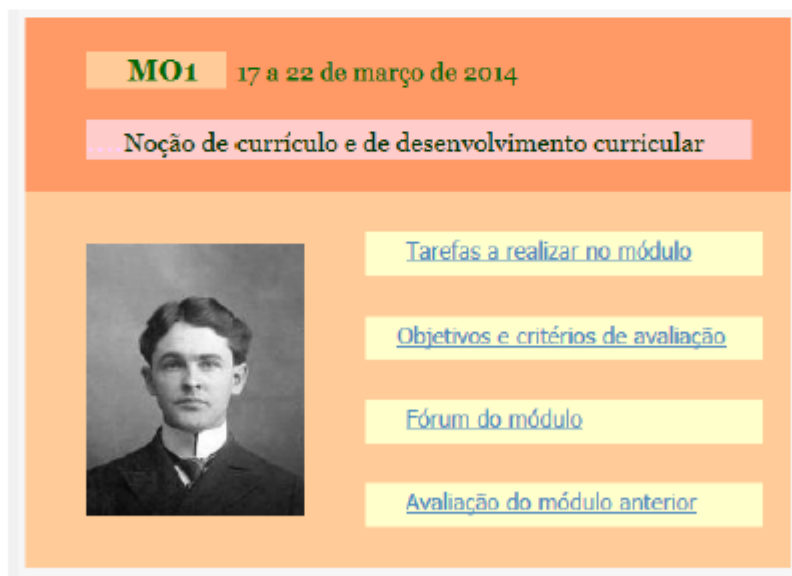 MO1 17 a 22 de março de 2014
Noção de currículo e de desenvolvimento curricular
Tarefas a realizar no módulo
Objetivos e critérios de avaliação
Fórum do módulo
Avaliação do módulo anterior